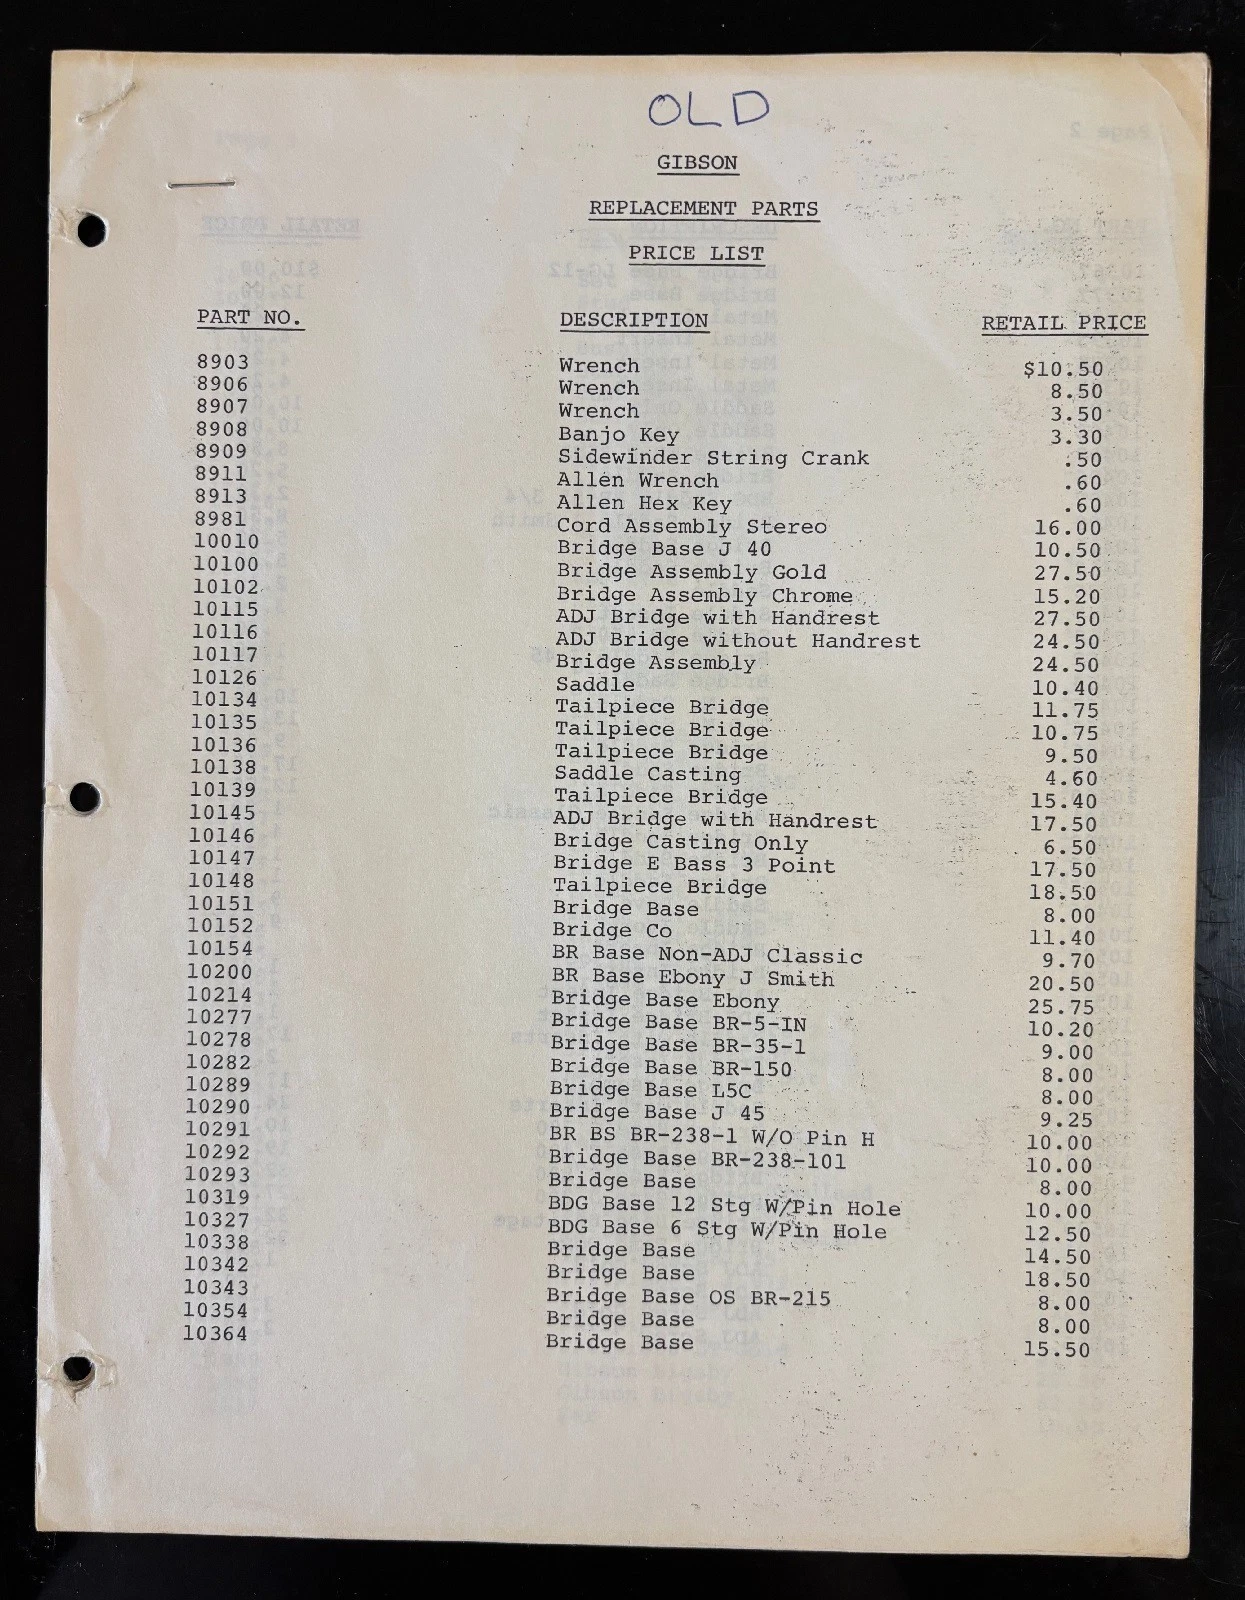 OLD
GIBSON
REPLACEMENT PARTS
PRICE LIST
PART NO. DESCRIPTION RETAIL PRICE
8903 Wrench $10.50
8906 Wrench 8.50
8907 Wrench 3.50
8908 Banjo Key 3.30
8909 Sidewinder String Crank .50
8911 Allen Wrench .60
8913 Allen Hex Key .60
8981 Cord Assembly Stereo 16.00
10010 Bridge Base J 40 10.50
10100 Bridge Assembly Gold 27.50
10102 Bridge Assembly Chrome 15.20
10115 ADJ Bridge with Handrest 27.50
10116 ADJ Bridge without Handrest 24.50
10117 Bridge Assembly 24.50
10126 Saddle 10.40
10134 Tailpiece Bridge 11.75
10135 Tailpiece Bridge 10.75
10136 Tailpiece Bridge 9.50
10138 Saddle Casting 4.60
10139 Tailpiece Bridge 15.40
10145 ADJ Bridge with Handrest 17.50
10146 Bridge Casting Only 6.50
10147 Bridge E Bass 3 Point 17.50
10148 Tailpiece Bridge 18.50
10151 Bridge Base 8.00
10152 Bridge Co 11.40
10154 BR Base Non-ADJ Classic 9.70
10200 BR Base Ebony J Smith 20.50
10214 Bridge Base Ebony 25.75
10277 Bridge Base BR-5-IN 10.20
10278 Bridge Base BR-35-1 9.00
10282 Bridge Base BR-150 8.00
10289 Bridge Base L5C 8.00
10290 Bridge Base J 45 9.25
10291 BR BS BR-238-1 W/O Pin H 10.00
10292 Bridge Base BR-238-101 10.00
10293 Bridge Base 8.00
10319 BDG Base 12 Stg W/Pin Hole 10.00
10327 BDG Base 6 Stg W/Pin Hole 12.50
10338 Bridge Base 14.50
10342 Bridge Base 18.50
10343 Bridge Base OS BR-215 8.00
10354 Bridge Base 8.00
10364 Bridge Base 15.50